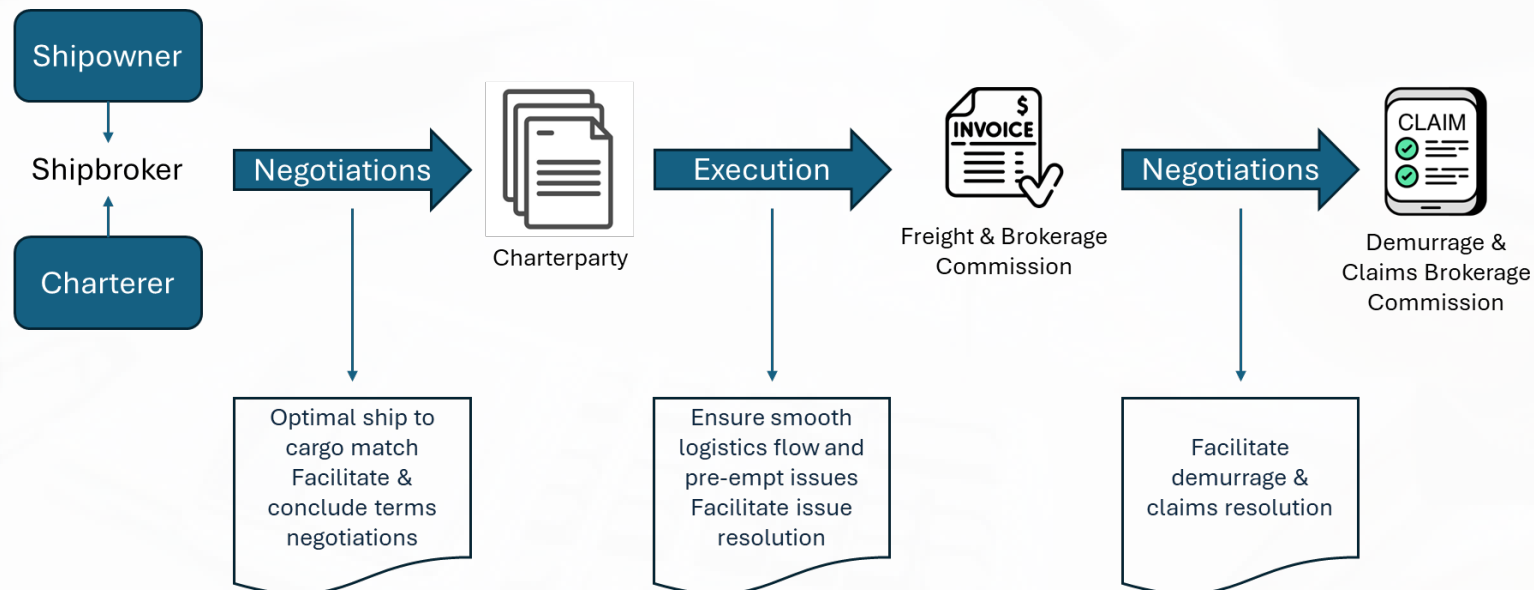 Shipowner
Shipbroker
Charterer
Negotiations
Charterparty
Execution
$
INVOICE
Freight & Brokerage
Commission
Negotiations
CLAIM
Demurrage &
Claims Brokerage
Commission
Optimal ship to
cargo match
Facilitate &
conclude terms
negotiations
Ensure smooth
logistics flow and
pre-empt issues
Facilitate issue
resolution
Facilitate
demurrage &
claims resolution